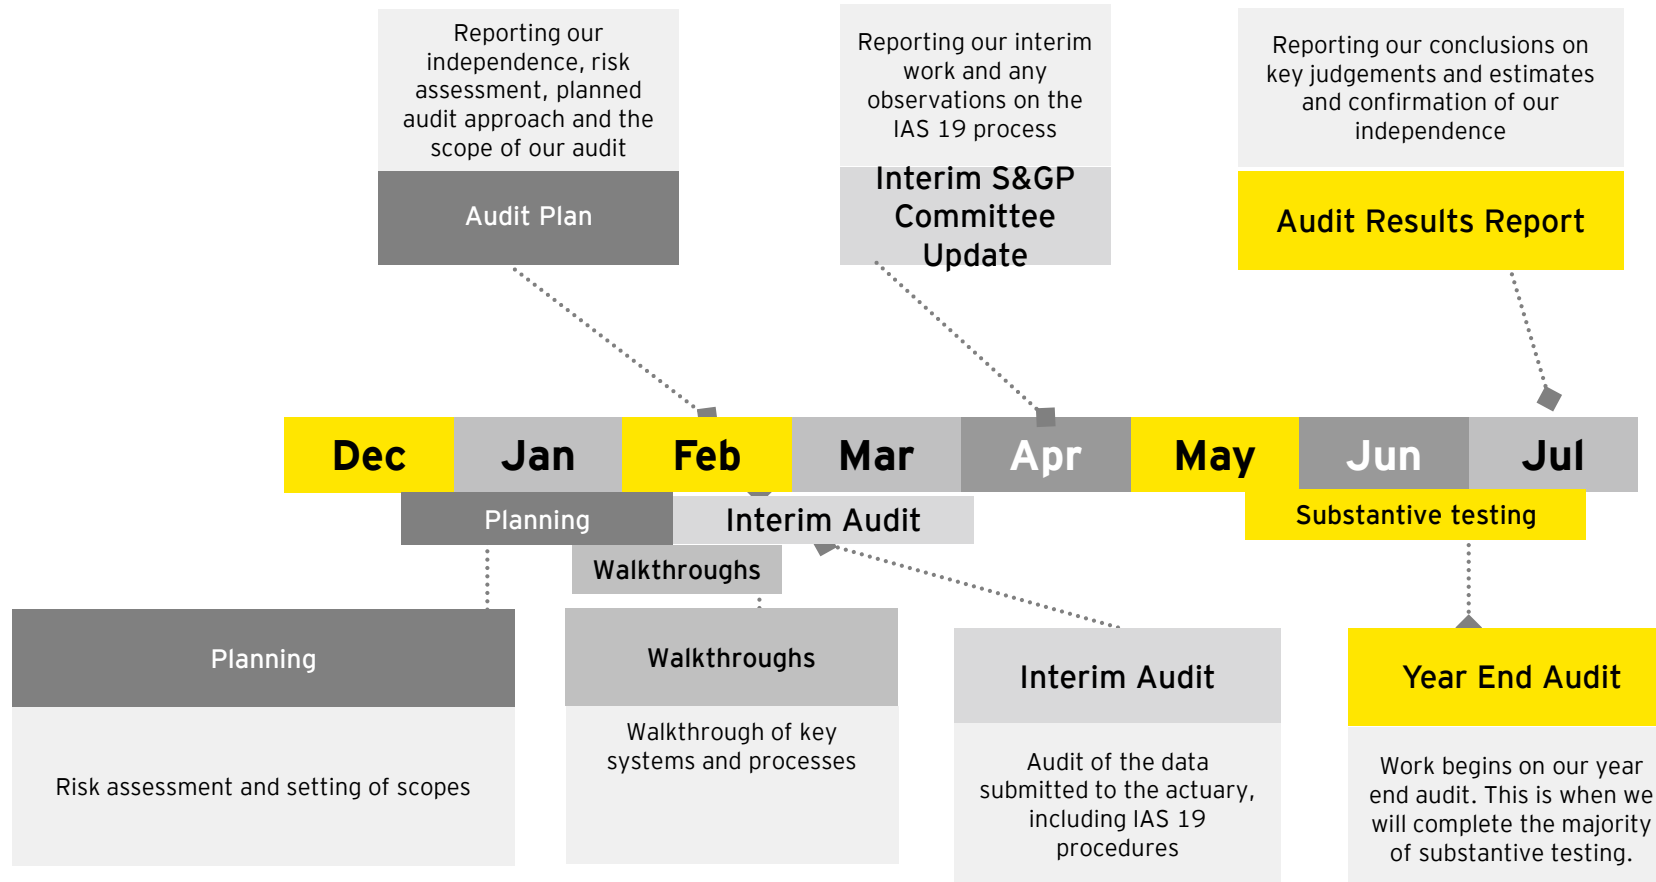 Reporting our
independence, risk
assessment, planned
audit approach and the
scope of our audit
Audit Plan
Reporting our interim
work and any
observations on the
IAS 19 process
Interim S&GP
Committee
Update
Reporting our conclusions on
key judgements and estimates
and confirmation of our
independence
Audit Results Report
Dec Jan Feb Mar Apr May Jun Jul
Planning
Interim Audit
Substantive testing
Walkthroughs
Planning
Risk assessment and setting of scopes
Walkthroughs
Walkthrough of key
systems and processes
Interim Audit
Audit of the data
submitted to the actuary,
including IAS 19
procedures
Year End Audit
Work begins on our year
end audit. This is when we
will complete the majority
of substantive testing.